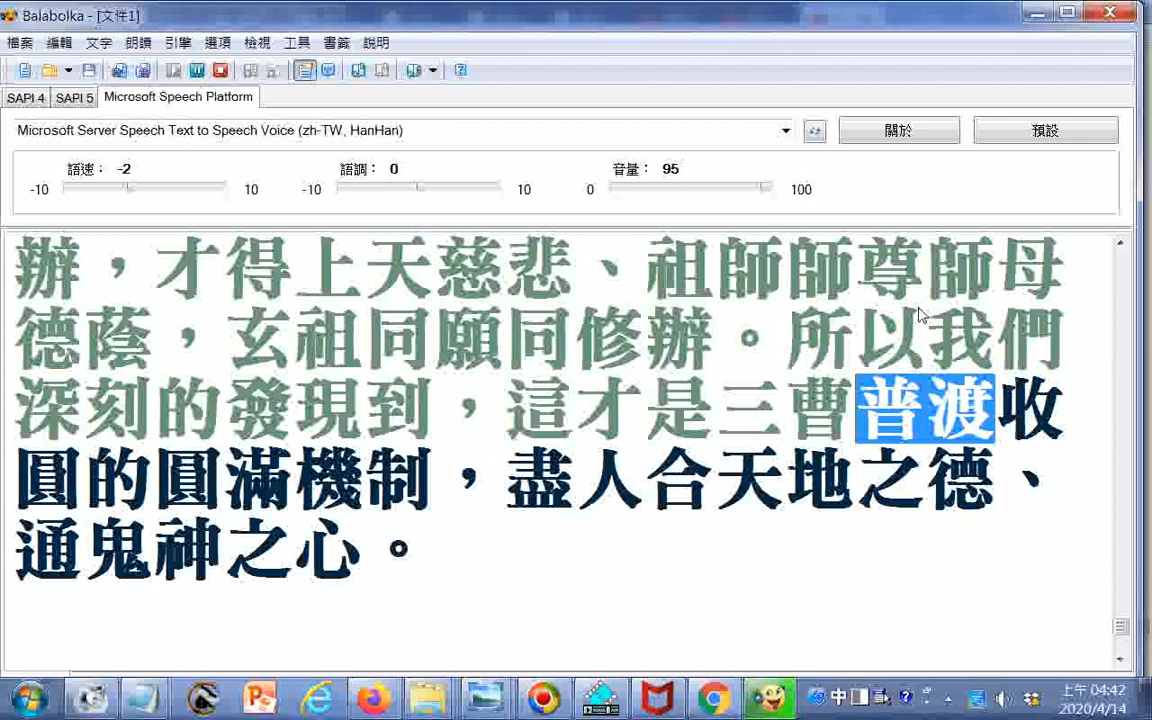 Balabolka - [文件1]
檔案 編輯 文字 朗讀 引擎 選項 檢視 工具 書籤 說明
SAPI 4 SAPI 5 Microsoft Speech Platform
Microsoft Server Speech Text to Speech Voice (zh-TW, HanHan) 關於 預設
語速： -2 語調： 0 音量： 95
-10 10 -10 10 0 100
辦，才得上天慈悲、祖師師尊師母
德蔭，玄祖同願同修辦。所以我們
深刻的發現到，這才是三曹普渡收
圓的圓滿機制，盡人合天地之德、
通鬼神之心。
中 上午 04:42
2020/4/14